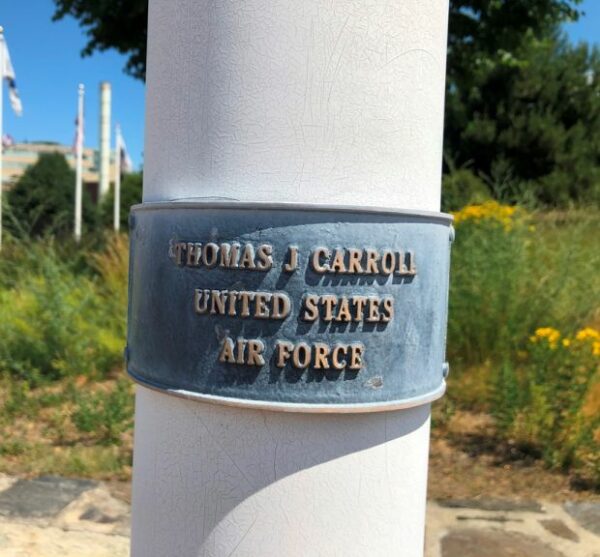 THOMAS J CARROLL
UNITED STATES
AIR FORCE